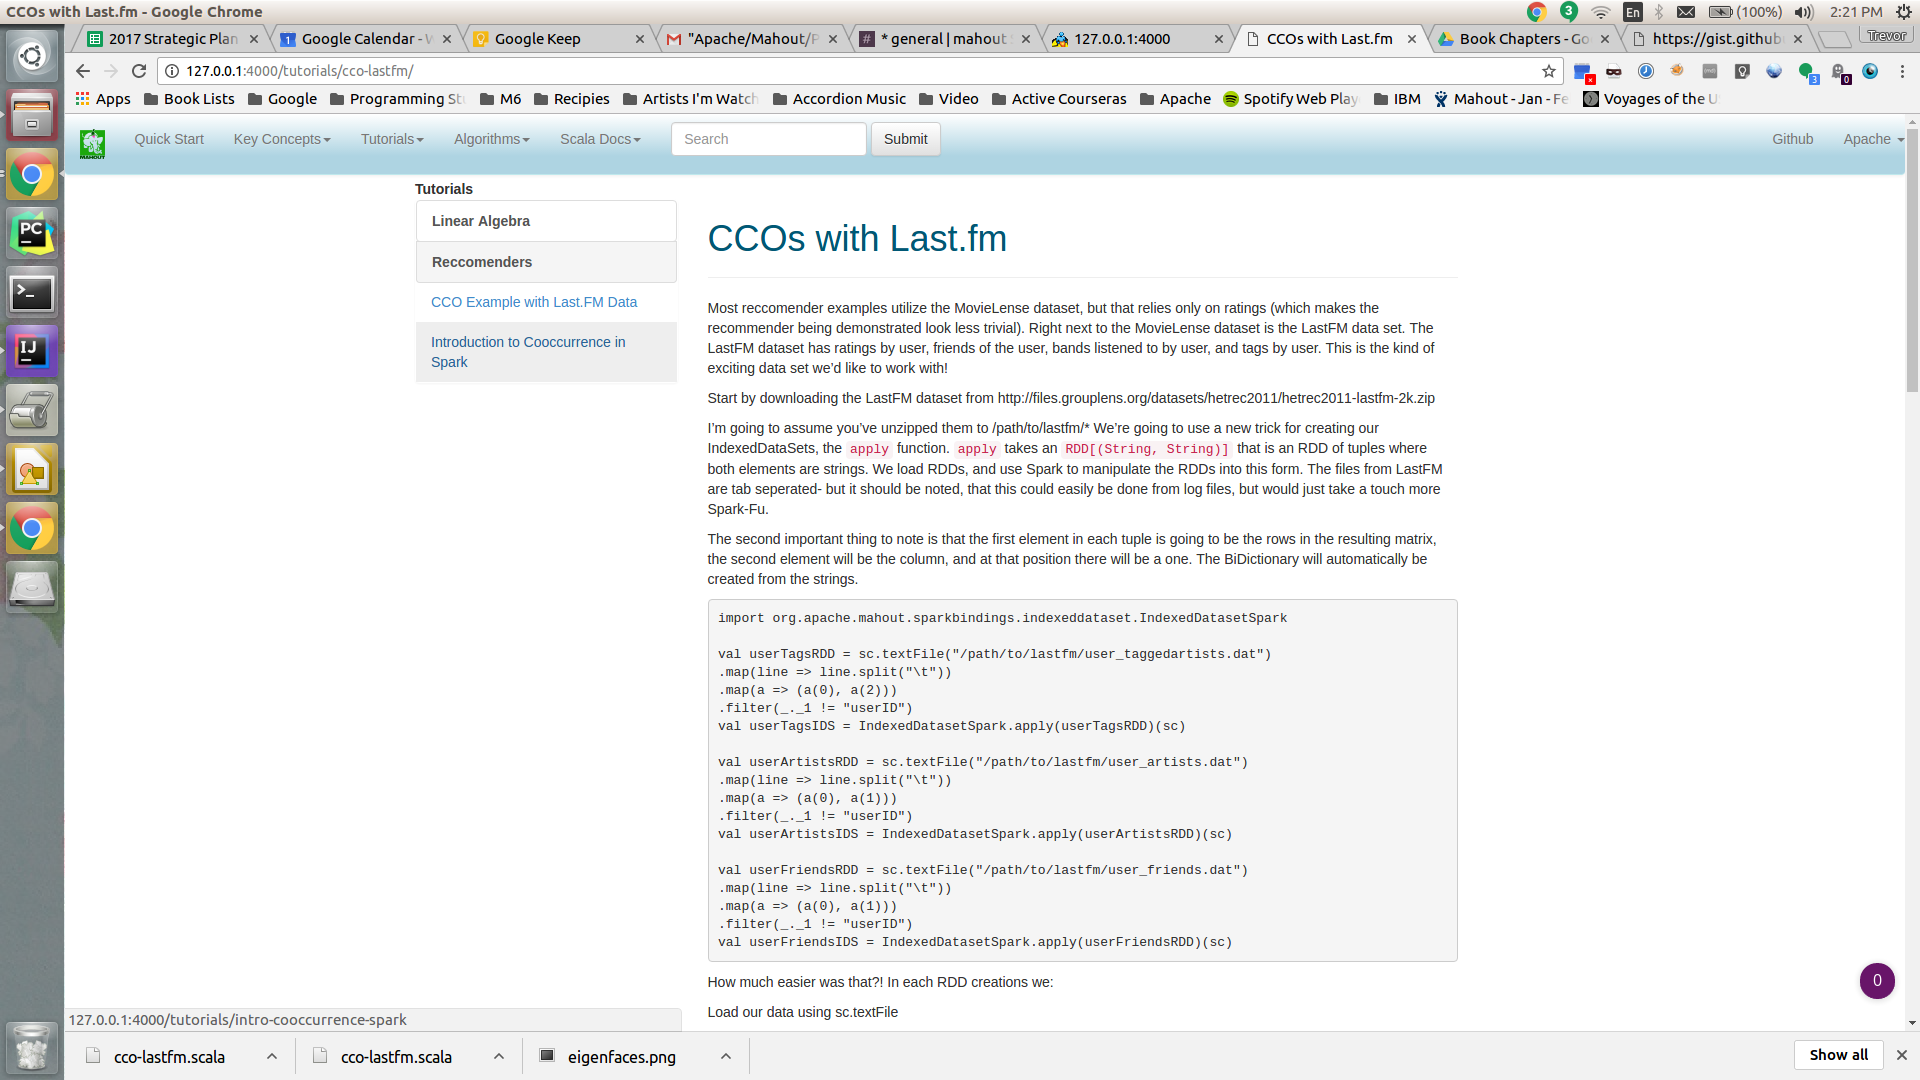 CCOs with Last.fm - Google Chrome
3 En (100%) 2:21 PM
2017 Strategic Plan
Google Calendar - W
Google Keep
"Apache/Mahout/P
* general | mahout
127.0.0.1:4000
CCOs with Last.fm
Book Chapters - Go
https://gist.github
Trevor
127.0.0.1:4000/tutorials/cco-lastfm/
Apps
Book Lists
Google
Programming St
M6
Recipies
Artists I'm Watch
Accordion Music
Video
Active Courseras
Apache
Spotify Web Play
IBM
Mahout - Jan - Fe
Voyages of the U
MAHOUT
Quick Start
Key Concepts
Tutorials
Algorithms
Scala Docs
Search
Submit
Github
Apache
Tutorials
Linear Algebra
Reccomenders
CCO Example with Last.FM Data
Introduction to Cooccurrence in
Spark
CCOs with Last.fm
Most reccomender examples utilize the MovieLense dataset, but that relies only on ratings (which makes the
recommender being demonstrated look less trivial). Right next to the MovieLense dataset is the LastFM data set. The
LastFM dataset has ratings by user, friends of the user, bands listened to by user, and tags by user. This is the kind of
exciting data set we'd like to work with!
Start by downloading the LastFM dataset from http://files.grouplens.org/datasets/hetrec2011/hetrec2011-lastfm-2k.zip
I'm going to assume you've unzipped them to /path/to/lastfm/* We're going to use a new trick for creating our
IndexedDataSets, the apply function. apply takes an RDD[(String, String)] that is an RDD of tuples where
both elements are strings. We load RDDs, and use Spark to manipulate the RDDs into this form. The files from LastFM
are tab seperated- but it should be noted, that this could easily be done from log files, but would just take a touch more
Spark-Fu.
The second important thing to note is that the first element in each tuple is going to be the rows in the resulting matrix,
the second element will be the column, and at that position there will be a one. The BiDictionary will automatically be
created from the strings.
import org.apache.mahout.sparkbindings.indexeddataset.IndexedDatasetSpark
val userTagsRDD = sc.textFile("/path/to/lastfm/user_taggedartists.dat")
.map(line => line.split("\t"))
.map(a => (a(0), a(2)))
.filter(_._1 != "userID")
val userTagsIDS = IndexedDatasetSpark.apply(userTagsRDD)(sc)
val userArtistsRDD = sc.textFile("/path/to/lastfm/user_artists.dat")
.map(line => line.split("\t"))
.map(a => (a(0), a(1)))
.filter(_._1 != "userID")
val userArtistsIDS = IndexedDatasetSpark.apply(userArtistsRDD)(sc)
val userFriendsRDD = sc.textFile("/path/to/lastfm/user_friends.dat")
.map(line => line.split("\t"))
.map(a => (a(0), a(1)))
.filter(_._1 != "userID")
val userFriendsIDS = IndexedDatasetSpark.apply(userFriendsRDD)(sc)
How much easier was that?! In each RDD creations we:
Load our data using sc.textFile
0
127.0.0.1:4000/tutorials/intro-cooccurrence-spark
cco-lastfm.scala
cco-lastfm.scala
eigenfaces.png
Show all